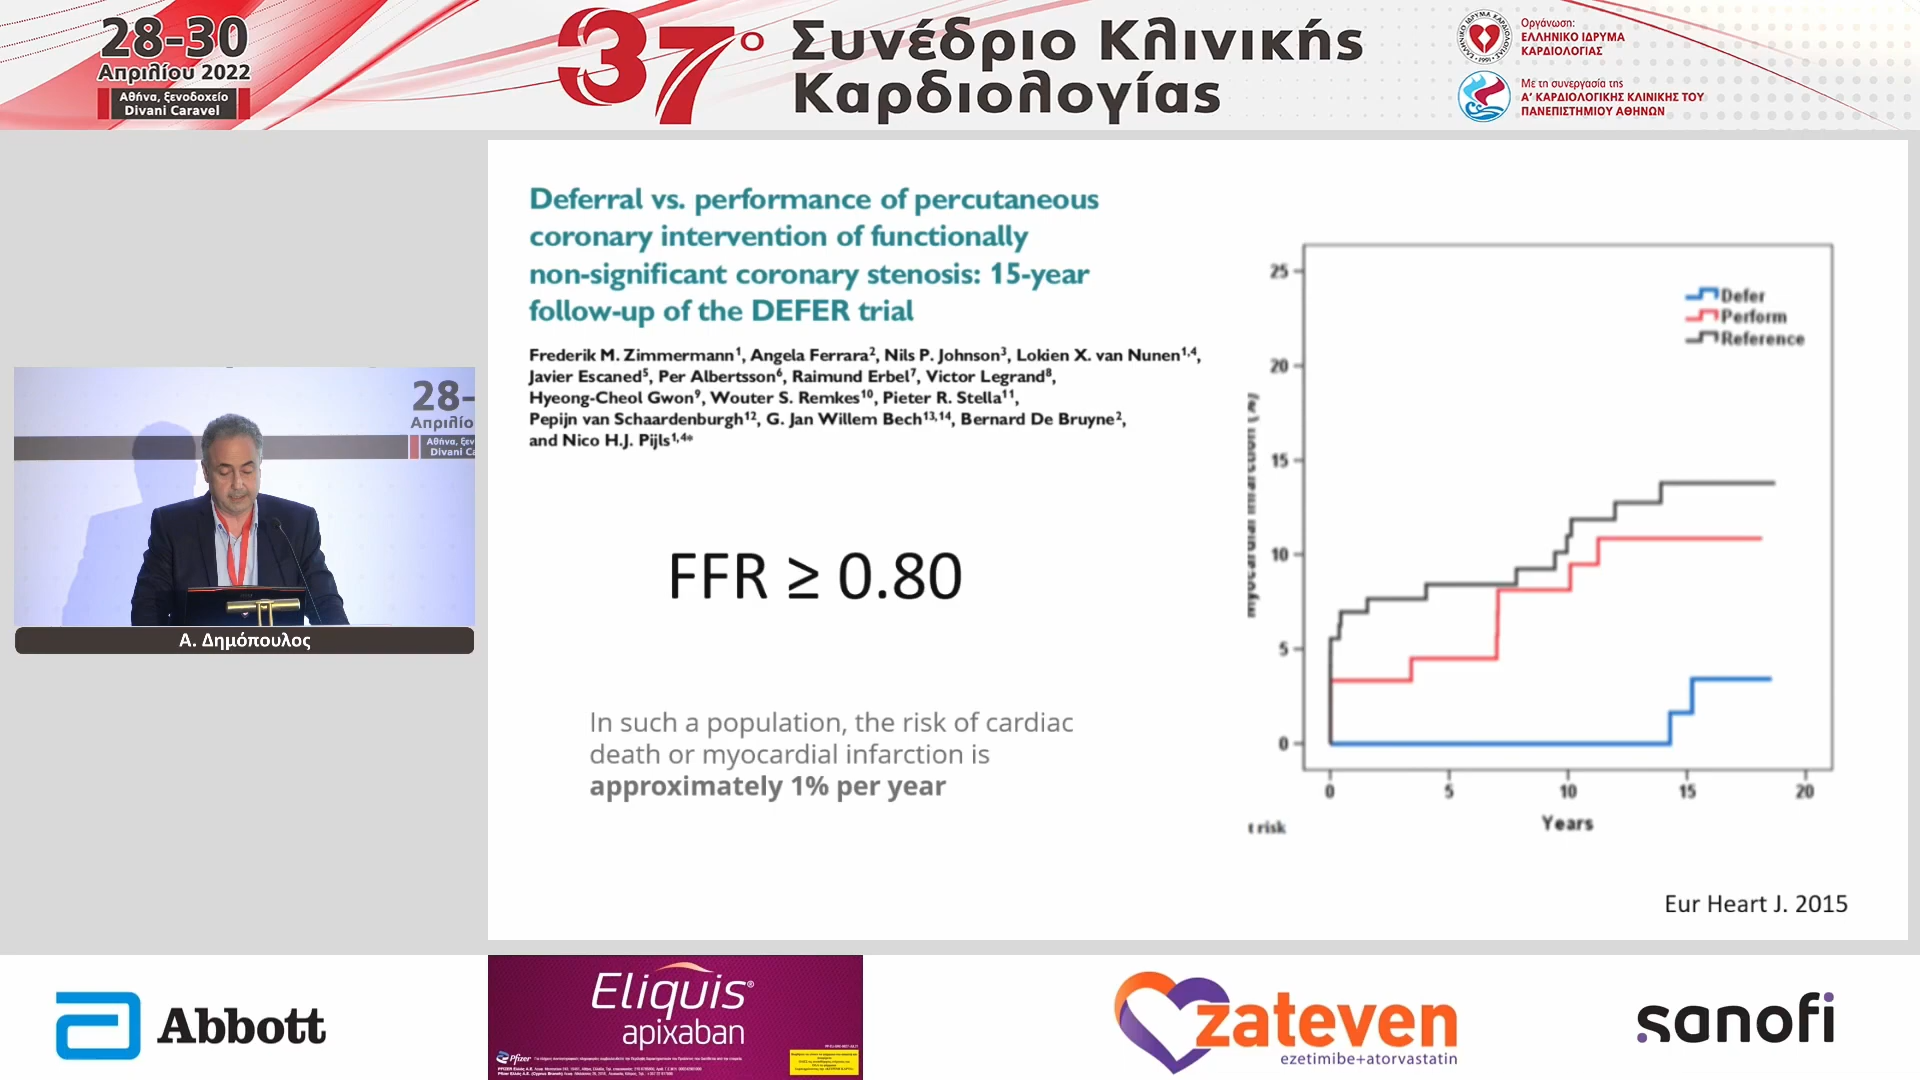 28-30
Απριλίου 2022
Αθήνα, ξενοδοχείο
Divani Caravel
37ο Συνέδριο Κλινικής
Καρδιολογίας
Οργάνωση:
ΕΛΛΗΝΙΚΟ ΙΔΡΥΜΑ
ΚΑΡΔΙΟΛΟΓΙΑΣ
Με τη συνεργασία της
Α' ΚΑΡΔΙΟΛΟΓΙΚΗΣ ΚΛΙΝΙΚΗΣ ΤΟΥ
ΠΑΝΕΠΙΣΤΗΜΙΟΥ ΑΘΗΝΩΝ
28-
Απριλίο
Αθήνα, ξεν
Divani Ca
Α. Δημόπουλος
Deferral vs. performance of percutaneous
coronary intervention of functionally
non-significant coronary stenosis: 15-year
follow-up of the DEFER trial
Frederik M. Zimmermann1, Angela Ferrara2, Nils P. Johnson3, Lokien X. van Nunen1,4,
Javier Escaned5, Per Albertsson6, Raimund Erbel7, Victor Legrand8,
Hyeong-Cheol Gwon9, Wouter S. Remkes10, Pieter R. Stella11,
Pepijn van Schaardenburgh12, G. Jan Willem Bech13,14, Bernard De Bruyne2,
and Nico H.J. Pijls1,4*
FFR ≥ 0.80
In such a population, the risk of cardiac
death or myocardial infarction is
approximately 1% per year
25
20
15
10
5
0
Defer
Perform
Reference
0 5 10 15 20
Years
t risk
Eur Heart J. 2015
Abbott
Eliquis®
apixaban
Pfizer
zateven
ezetimibe+atorvastatin
sanofi